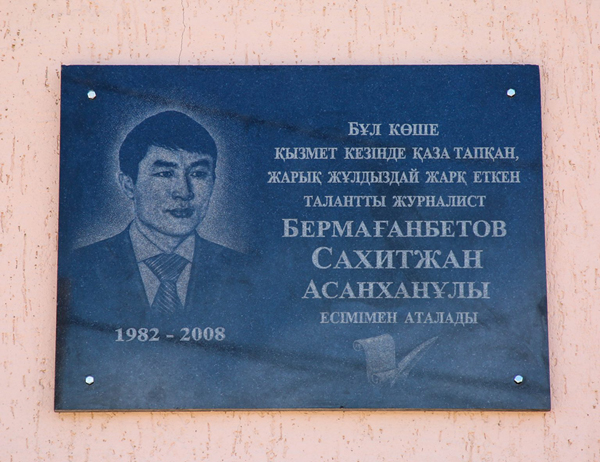 БҰЛ КӨШЕ
ҚЫЗМЕТ КЕЗІНДЕ ҚАЗА ТАПҚАН,
ЖАРЫҚ ЖҰЛДЫЗДАЙ ЖАРҚ ЕТКЕН
ТАЛАНТТЫ ЖУРНАЛИСТ
БЕРМАҒАНБЕТОВ
САХИТЖАН
АСАНХАНҰЛЫ
ЕСІМІМЕН АТАЛАДЫ
1982 - 2008